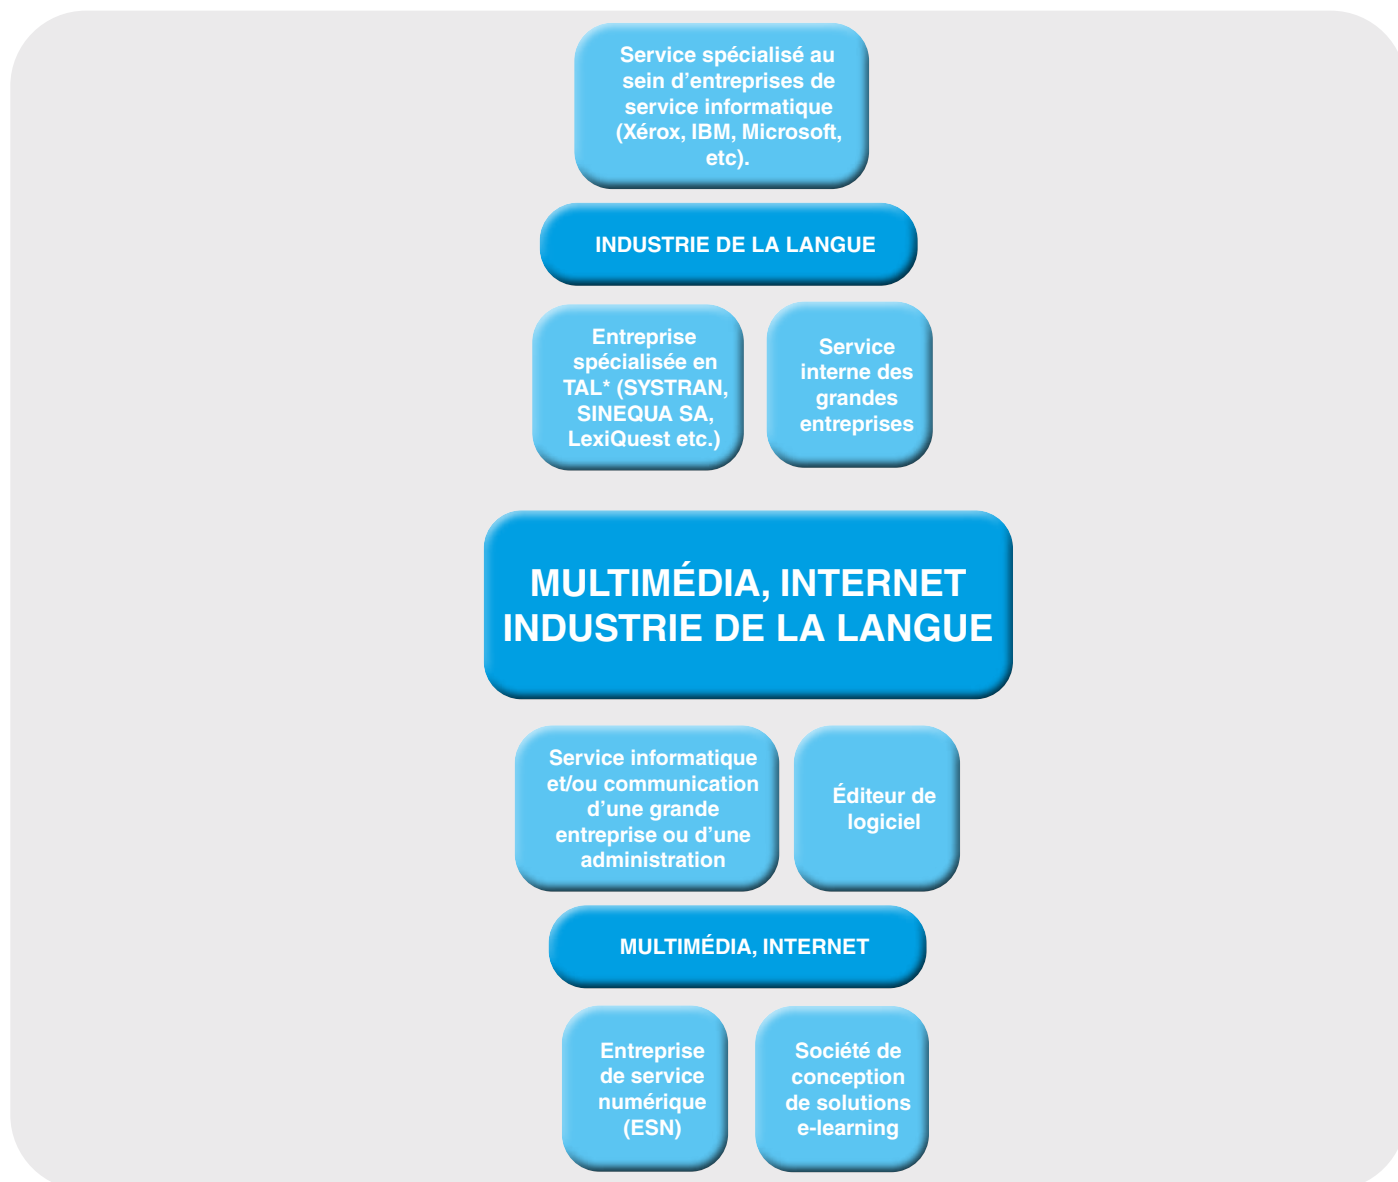 Service spécialisé au
sein d’entreprises de
service informatique
(Xérox, IBM, Microsoft,
etc).
INDUSTRIE DE LA LANGUE
Entreprise
spécialisée en
TAL* (SYSTRAN,
SINEQUA SA,
LexiQuest etc.)
Service
interne des
grandes
entreprises
MULTIMÉDIA, INTERNET
INDUSTRIE DE LA LANGUE
Service informatique
et/ou communication
d’une grande
entreprise ou d’une
administration
Éditeur de
logiciel
MULTIMÉDIA, INTERNET
Entreprise
de service
numérique
(ESN)
Société de
conception
de solutions
e-learning